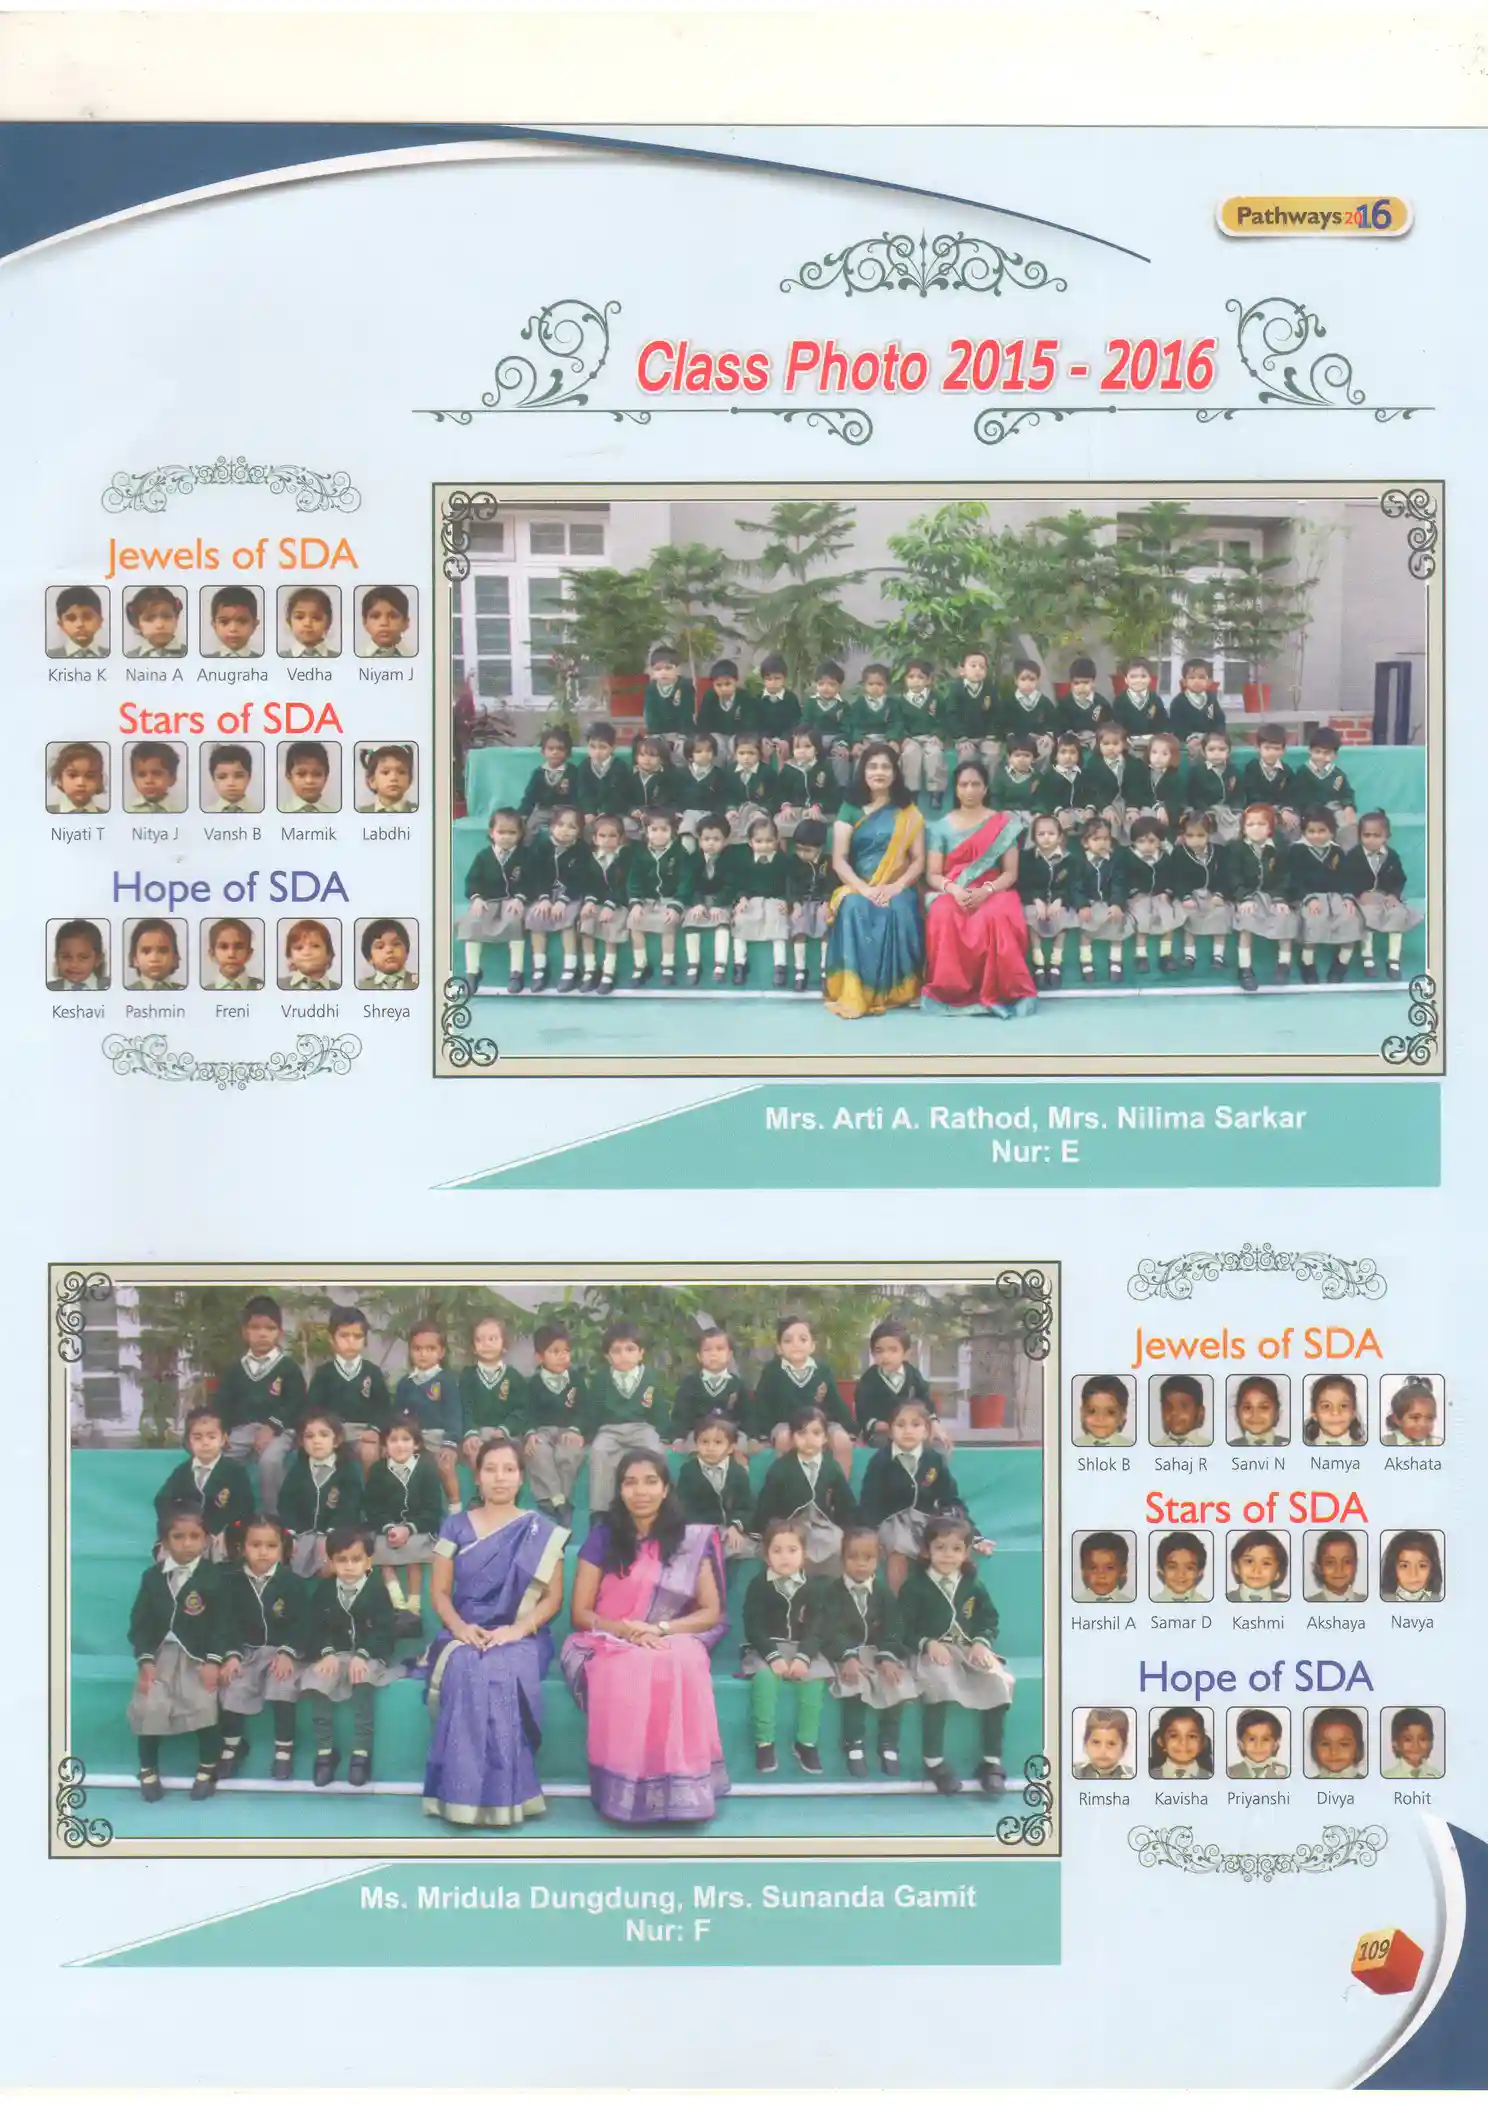 Pathways2016
Class Photo 2015 - 2016
Jewels of SDA
Krisha K Naina A Anugraha Vedha Niyam J
Stars of SDA
Niyati T Nitya J Vansh B Marmik Labdhi
Hope of SDA
Keshavi Pashmin Freni Vruddhi Shreya
Mrs. Arti A. Rathod, Mrs. Nilima Sarkar
Nur: E
Jewels of SDA
Shlok B Sahaj R Sanvi N Namya Akshata
Stars of SDA
Harshil A Samar D Kashmi Akshaya Navya
Hope of SDA
Rimsha Kavisha Priyanshi Divya Rohit
Ms. Mridula Dungdung, Mrs. Sunanda Gamit
Nur: F
109